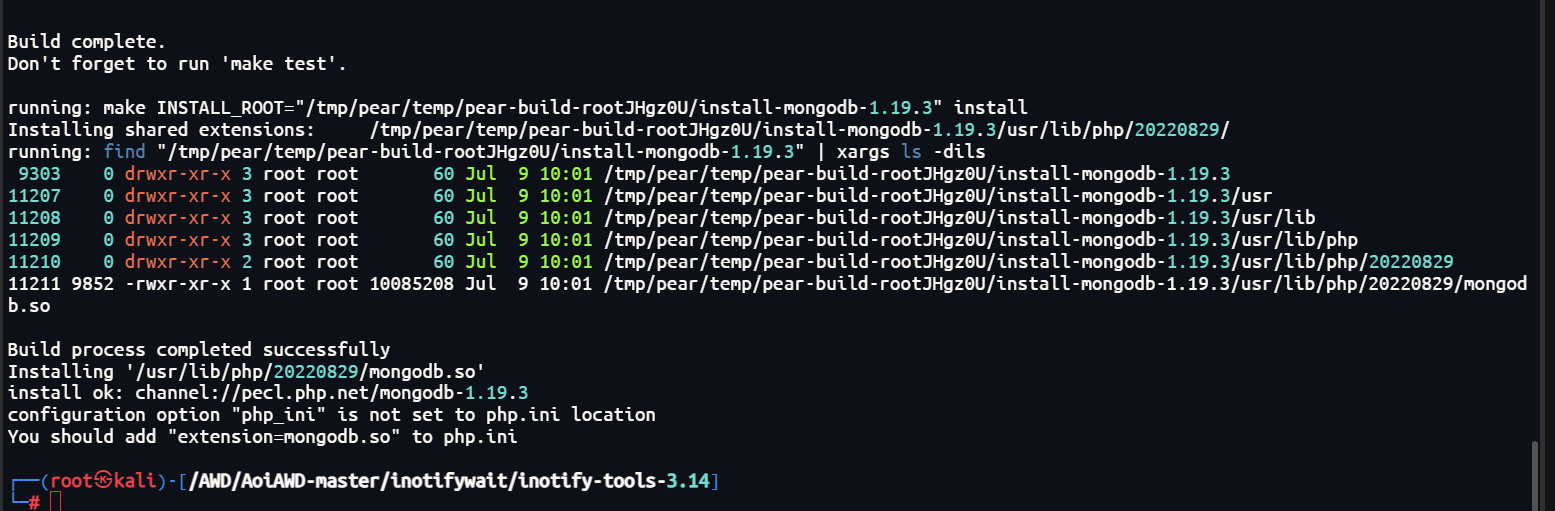 Build complete.
Don't forget to run 'make test'.
running: make INSTALL_ROOT="/tmp/pear/temp/pear-build-rootJHgz0U/install-mongodb-1.19.3" install
Installing shared extensions:     /tmp/pear/temp/pear-build-rootJHgz0U/install-mongodb-1.19.3/usr/lib/php/20220829/
running: find "/tmp/pear/temp/pear-build-rootJHgz0U/install-mongodb-1.19.3" | xargs ls -dils
 9303    0 drwxr-xr-x 3 root root       60 Jul  9 10:01 /tmp/pear/temp/pear-build-rootJHgz0U/install-mongodb-1.19.3
11207    0 drwxr-xr-x 3 root root       60 Jul  9 10:01 /tmp/pear/temp/pear-build-rootJHgz0U/install-mongodb-1.19.3/usr
11208    0 drwxr-xr-x 3 root root       60 Jul  9 10:01 /tmp/pear/temp/pear-build-rootJHgz0U/install-mongodb-1.19.3/usr/lib
11209    0 drwxr-xr-x 3 root root       60 Jul  9 10:01 /tmp/pear/temp/pear-build-rootJHgz0U/install-mongodb-1.19.3/usr/lib/php
11210    0 drwxr-xr-x 2 root root       60 Jul  9 10:01 /tmp/pear/temp/pear-build-rootJHgz0U/install-mongodb-1.19.3/usr/lib/php/20220829
11211 9852 -rwxr-xr-x 1 root root 10085208 Jul  9 10:01 /tmp/pear/temp/pear-build-rootJHgz0U/install-mongodb-1.19.3/usr/lib/php/20220829/mongod
b.so
Build process completed successfully
Installing '/usr/lib/php/20220829/mongodb.so'
install ok: channel://pecl.php.net/mongodb-1.19.3
configuration option "php_ini" is not set to php.ini location
You should add "extension=mongodb.so" to php.ini
┌──(root㉿kali)-[/AWD/AoiAWD-master/inotifywait/inotify-tools-3.14]
└─#